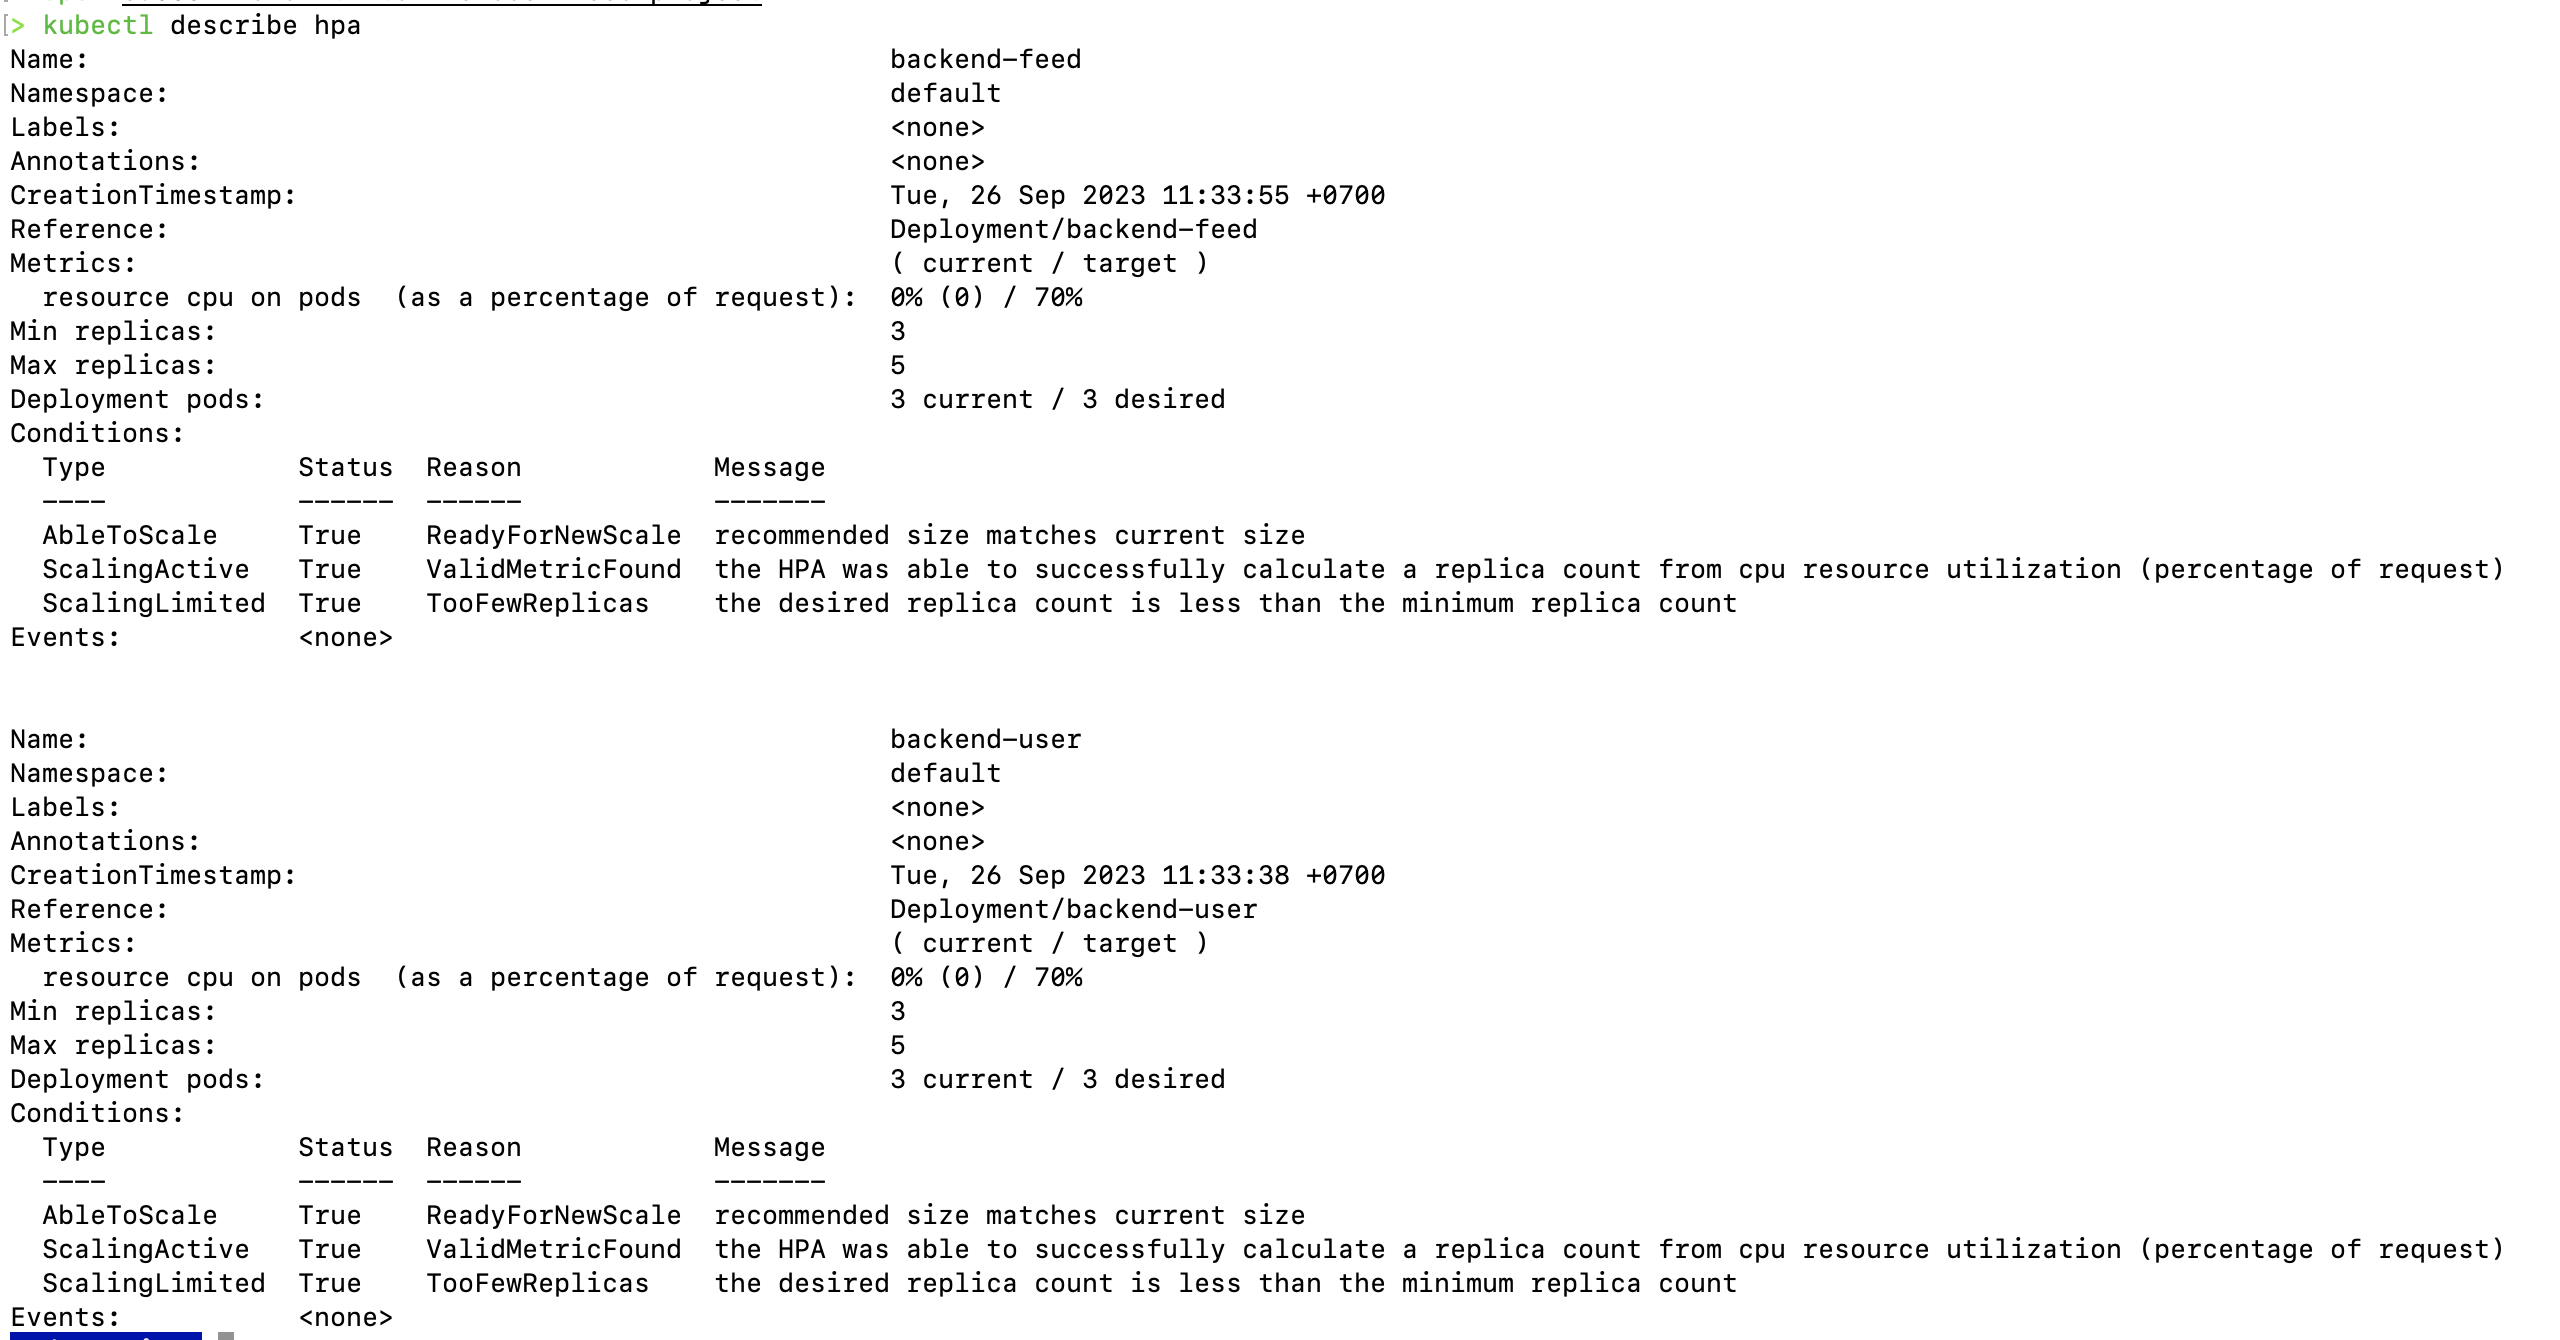 > kubectl describe hpa
Name: backend-feed
Namespace: default
Labels: <none>
Annotations: <none>
CreationTimestamp: Tue, 26 Sep 2023 11:33:55 +0700
Reference: Deployment/backend-feed
Metrics: ( current / target )
resource cpu on pods (as a percentage of request): 0% (0) / 70%
Min replicas: 3
Max replicas: 5
Deployment pods: 3 current / 3 desired
Conditions:
Type Status Reason Message
---- ------ ------ -------
AbleToScale True ReadyForNewScale recommended size matches current size
ScalingActive True ValidMetricFound the HPA was able to successfully calculate a replica count from cpu resource utilization (percentage of request)
ScalingLimited True TooFewReplicas the desired replica count is less than the minimum replica count
Events: <none>
Name: backend-user
Namespace: default
Labels: <none>
Annotations: <none>
CreationTimestamp: Tue, 26 Sep 2023 11:33:38 +0700
Reference: Deployment/backend-user
Metrics: ( current / target )
resource cpu on pods (as a percentage of request): 0% (0) / 70%
Min replicas: 3
Max replicas: 5
Deployment pods: 3 current / 3 desired
Conditions:
Type Status Reason Message
---- ------ ------ -------
AbleToScale True ReadyForNewScale recommended size matches current size
ScalingActive True ValidMetricFound the HPA was able to successfully calculate a replica count from cpu resource utilization (percentage of request)
ScalingLimited True TooFewReplicas the desired replica count is less than the minimum replica count
Events: <none>